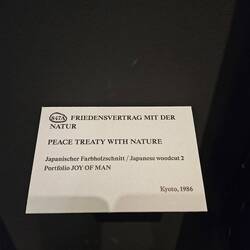 847A FRIEDENSVERTRAG MIT DER
NATUR
PEACE TREATY WITH NATURE
Japanischer Farbholzschnitt / Japanese woodcut 2
Portfolio JOY OF MAN
Kyoto, 1986